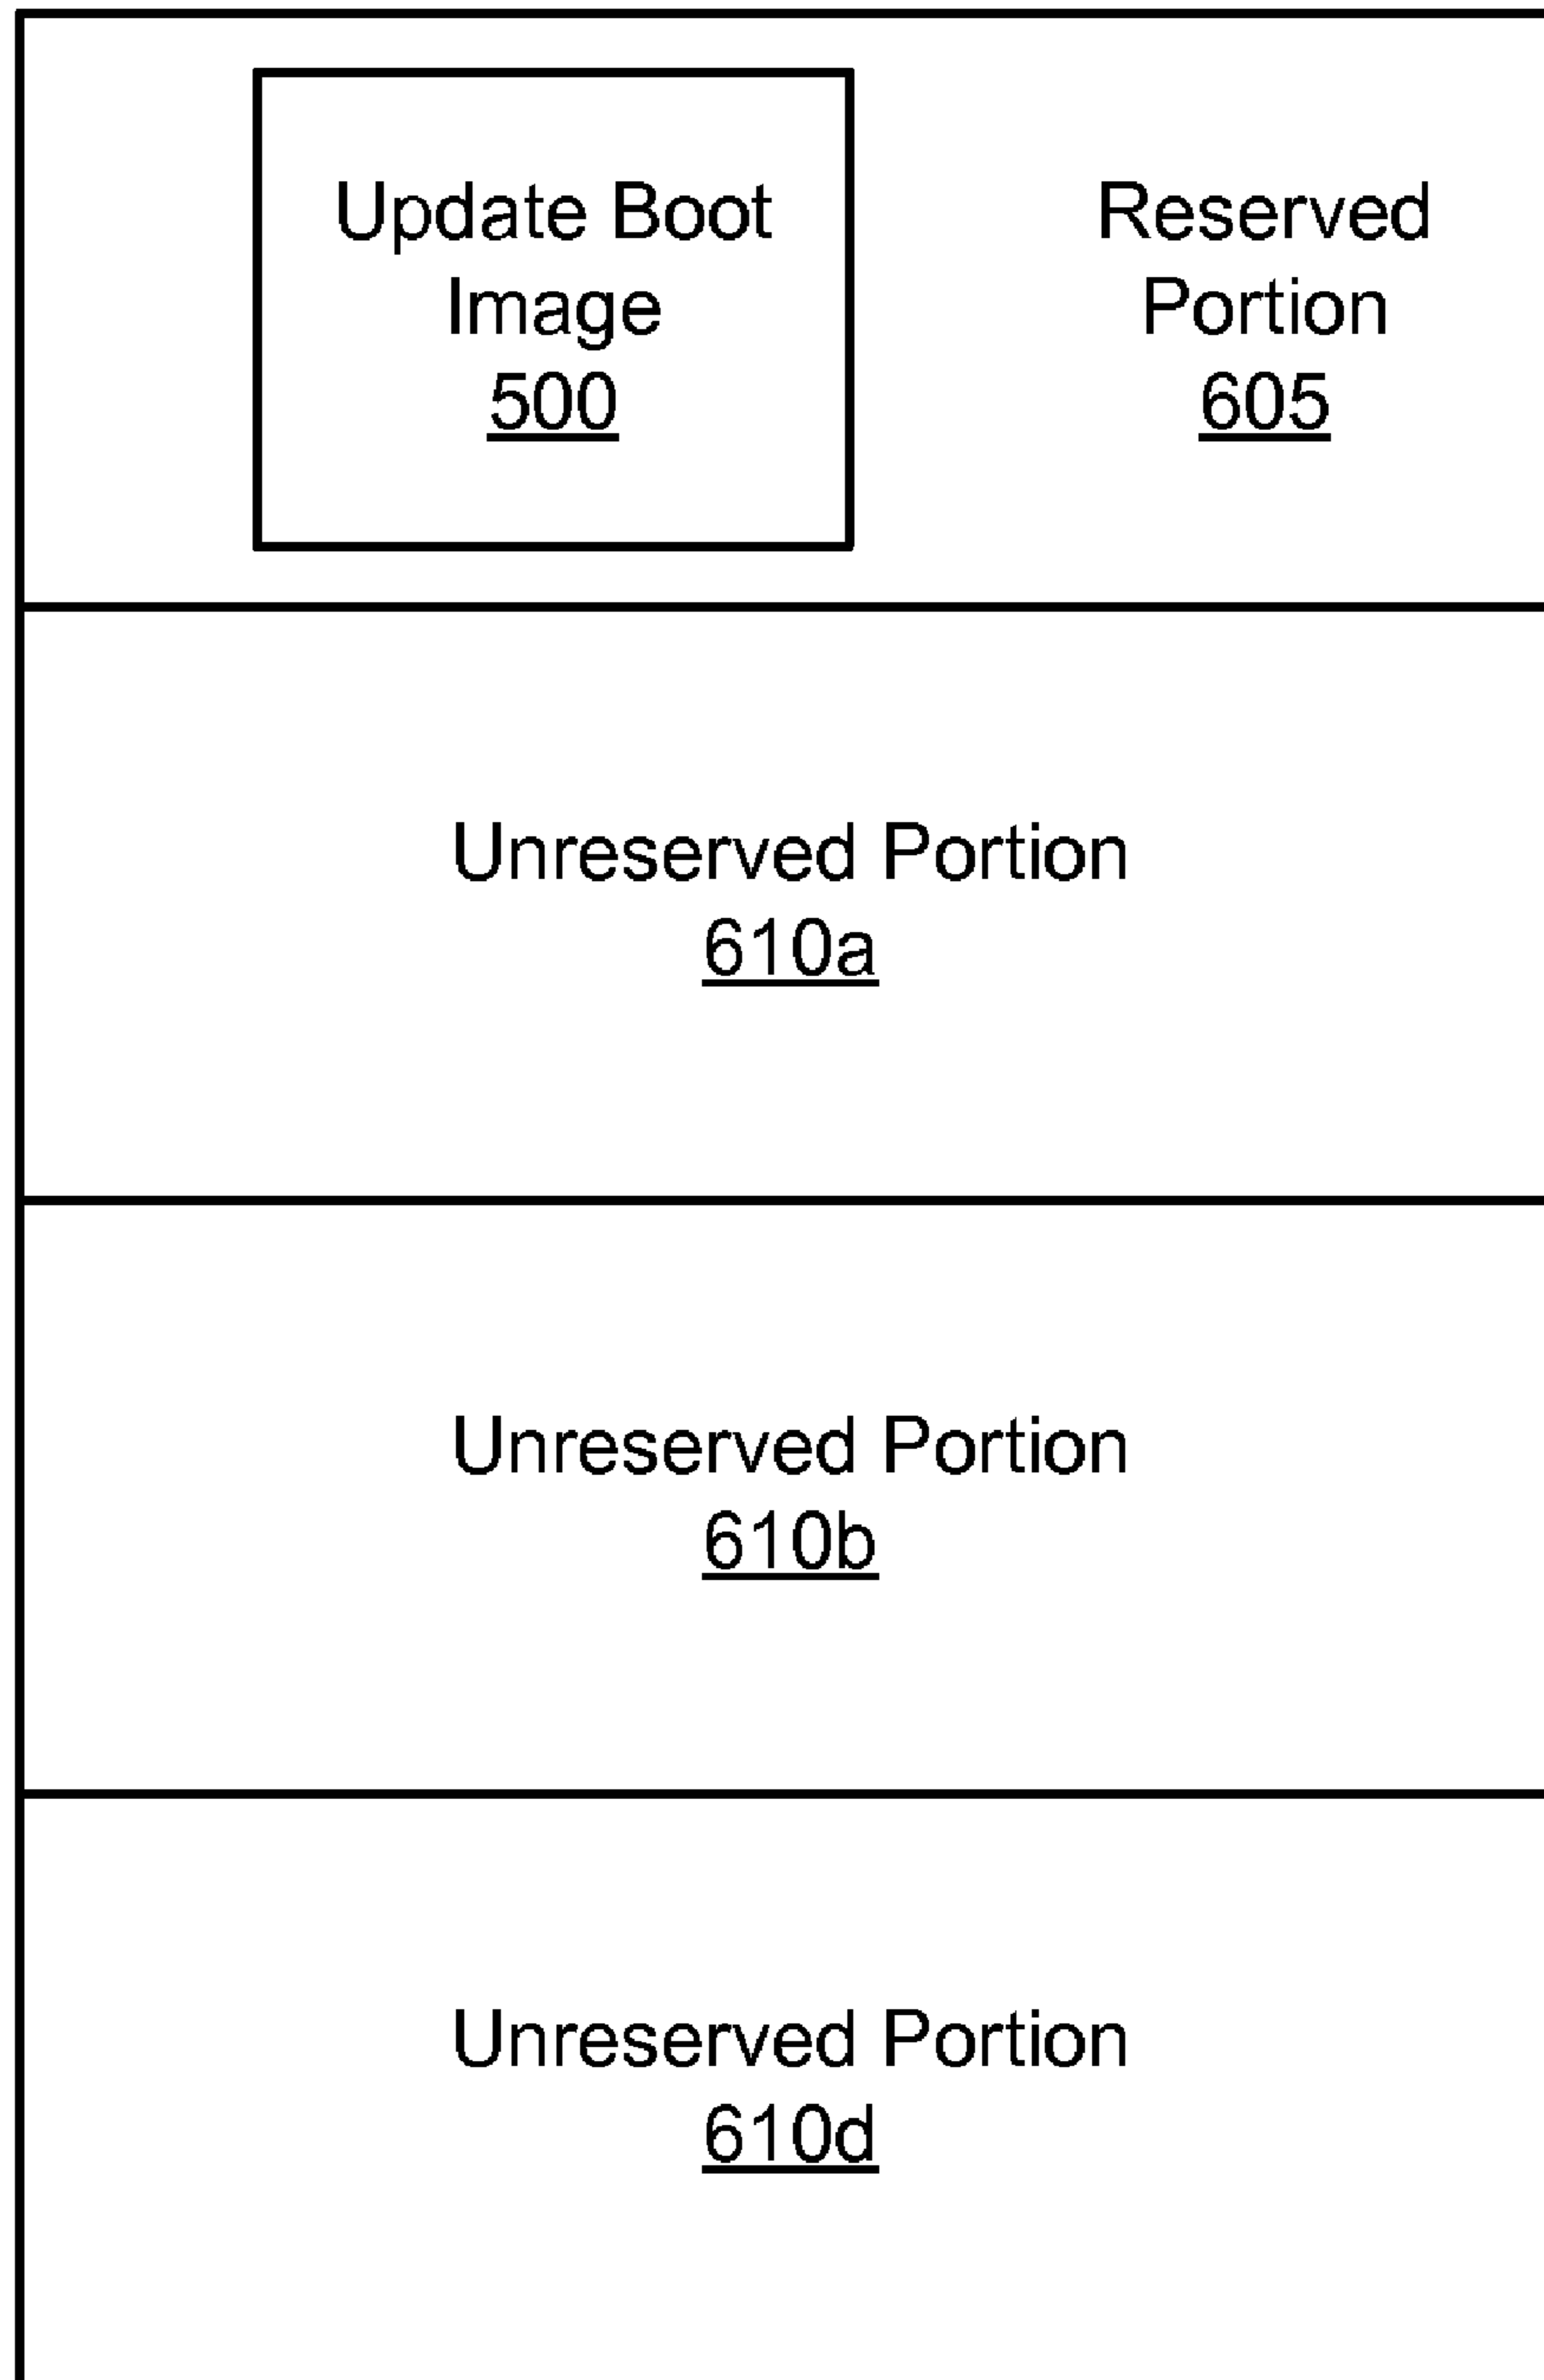 Update Boot
Image
500
Reserved
Portion
605
Unreserved Portion
610a
Unreserved Portion
610b
Unreserved Portion
610d